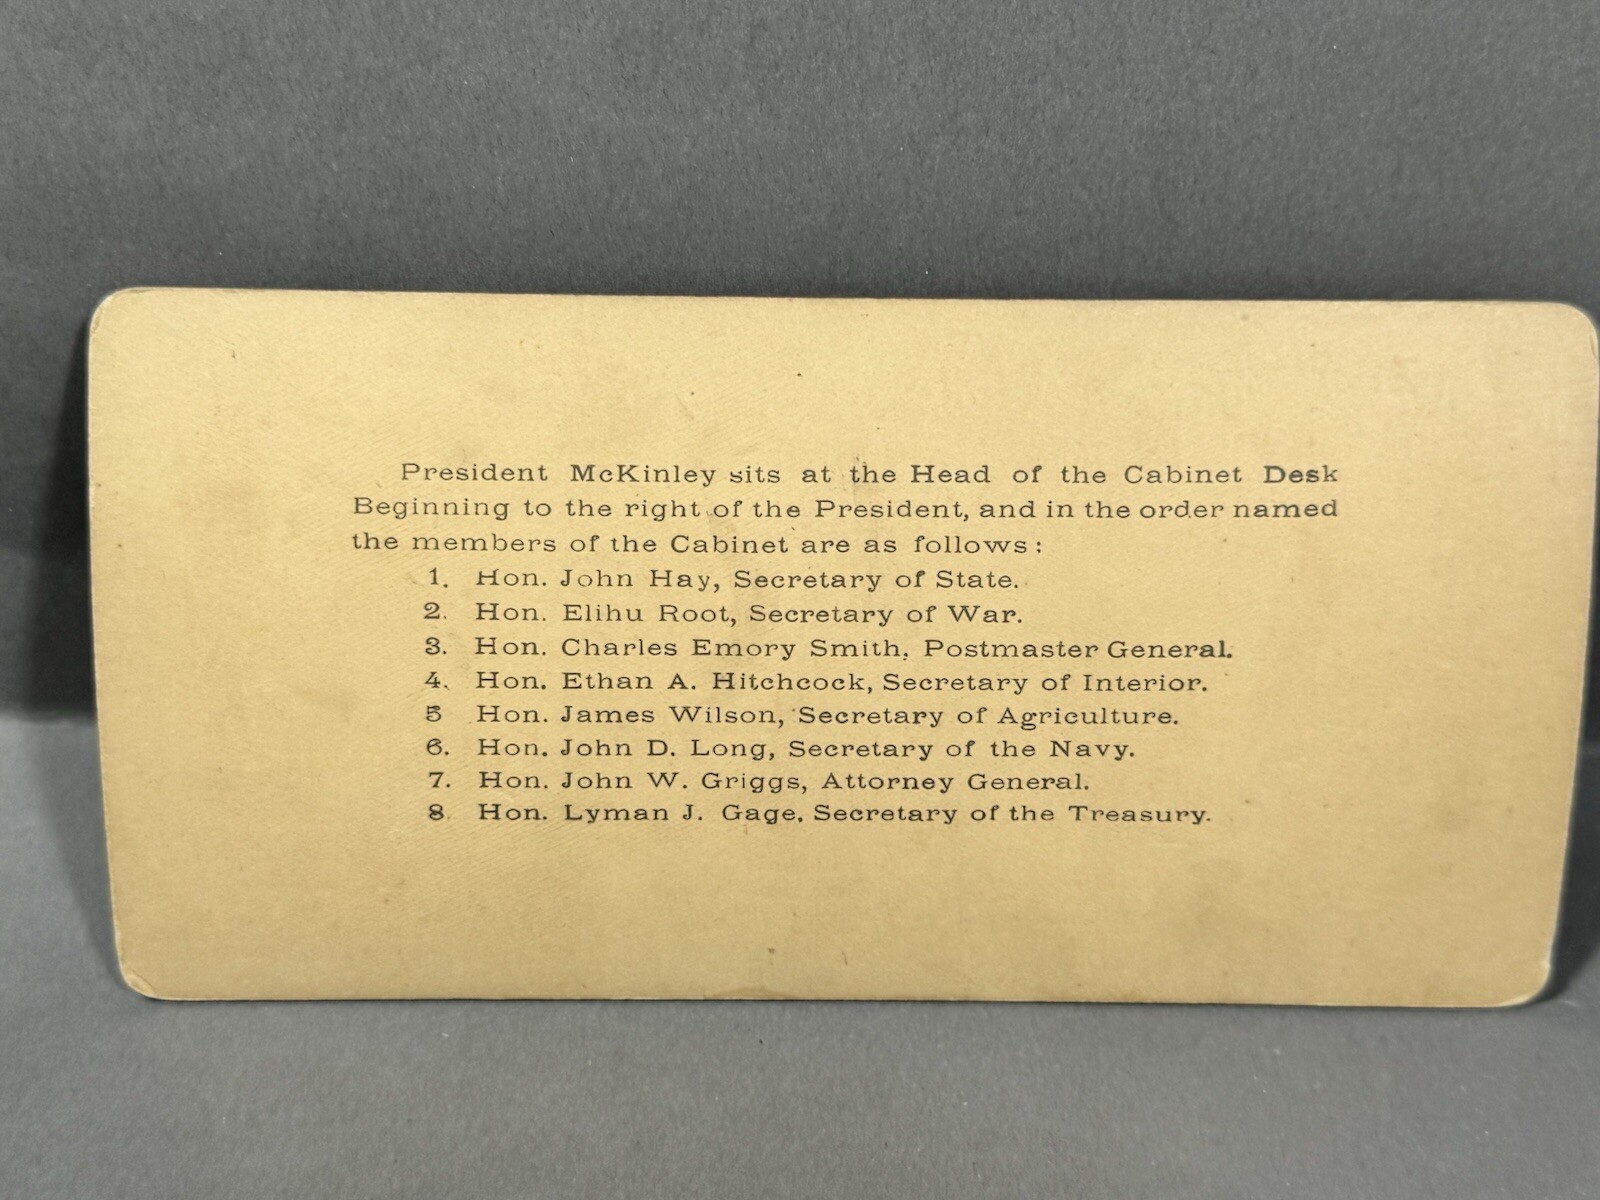 President McKinley sits at the Head of the Cabinet Desk
Beginning to the right of the President, and in the order named
the members of the Cabinet are as follows:
1. Hon. John Hay, Secretary of State.
2. Hon. Elihu Root, Secretary of War.
3. Hon. Charles Emory Smith, Postmaster General.
4. Hon. Ethan A. Hitchcock, Secretary of Interior.
5 Hon. James Wilson, Secretary of Agriculture.
6. Hon. John D. Long, Secretary of the Navy.
7. Hon. John W. Griggs, Attorney General.
8. Hon. Lyman J. Gage, Secretary of the Treasury.